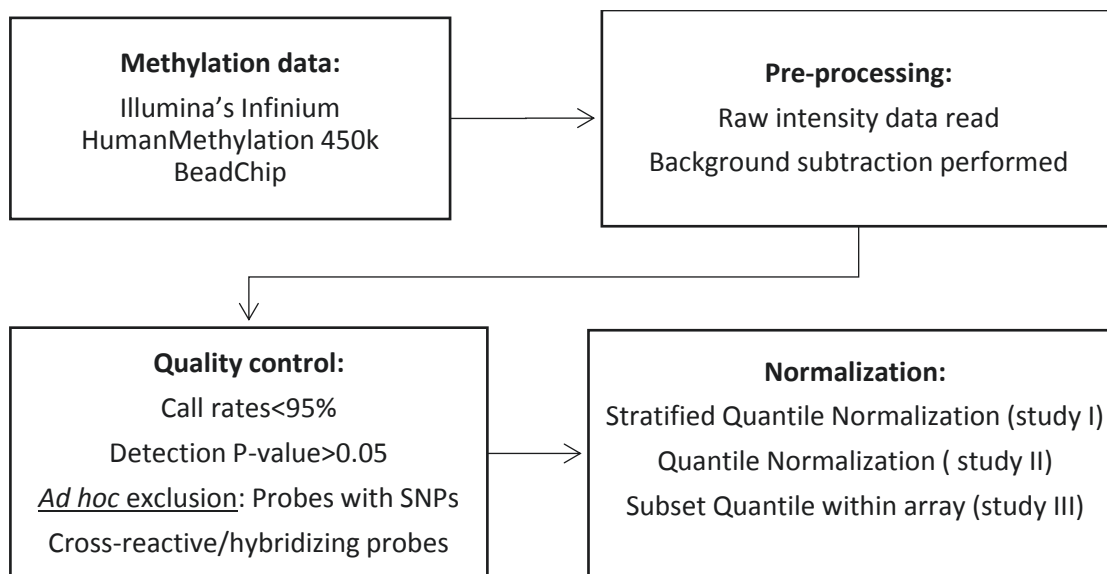 Methylation data:
Illumina’s Infinium
HumanMethylation 450k
BeadChip
Pre-processing:
Raw intensity data read
Background subtraction performed
Quality control:
Call rates<95%
Detection P-value>0.05
Ad hoc exclusion: Probes with SNPs
Cross-reactive/hybridizing probes
Normalization:
Stratified Quantile Normalization (study I)
Quantile Normalization ( study II)
Subset Quantile within array (study III)